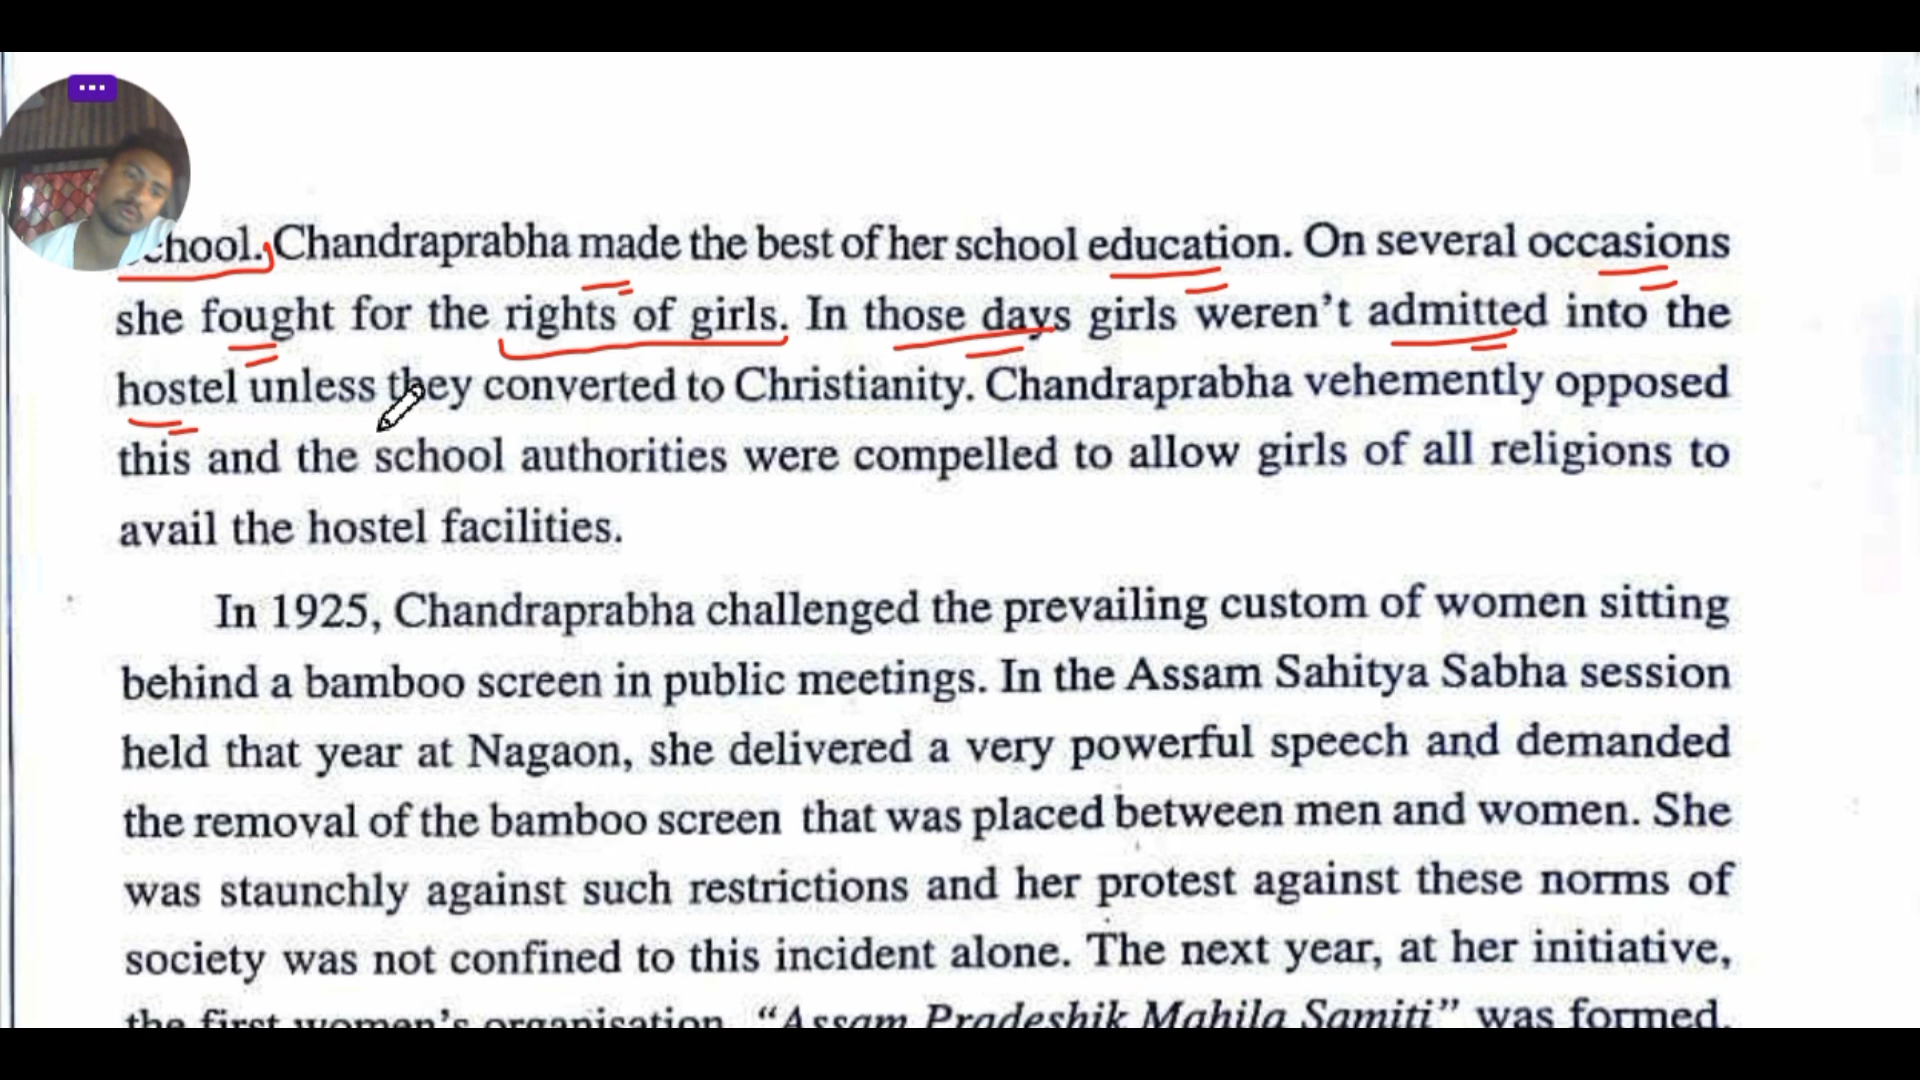 chool. Chandraprabha made the best of her school education. On several occasions
she fought for the rights of girls. In those days girls weren't admitted into the
hostel unless they converted to Christianity. Chandraprabha vehemently opposed
this and the school authorities were compelled to allow girls of all religions to
avail the hostel facilities.
In 1925, Chandraprabha challenged the prevailing custom of women sitting
behind a bamboo screen in public meetings. In the Assam Sahitya Sabha session
held that year at Nagaon, she delivered a very powerful speech and demanded
the removal of the bamboo screen that was placed between men and women. She
was staunchly against such restrictions and her protest against these norms of
society was not confined to this incident alone. The next year, at her initiative,
the first women's organisation, "Assam Pradeshik Mahila Samiti" was formed.